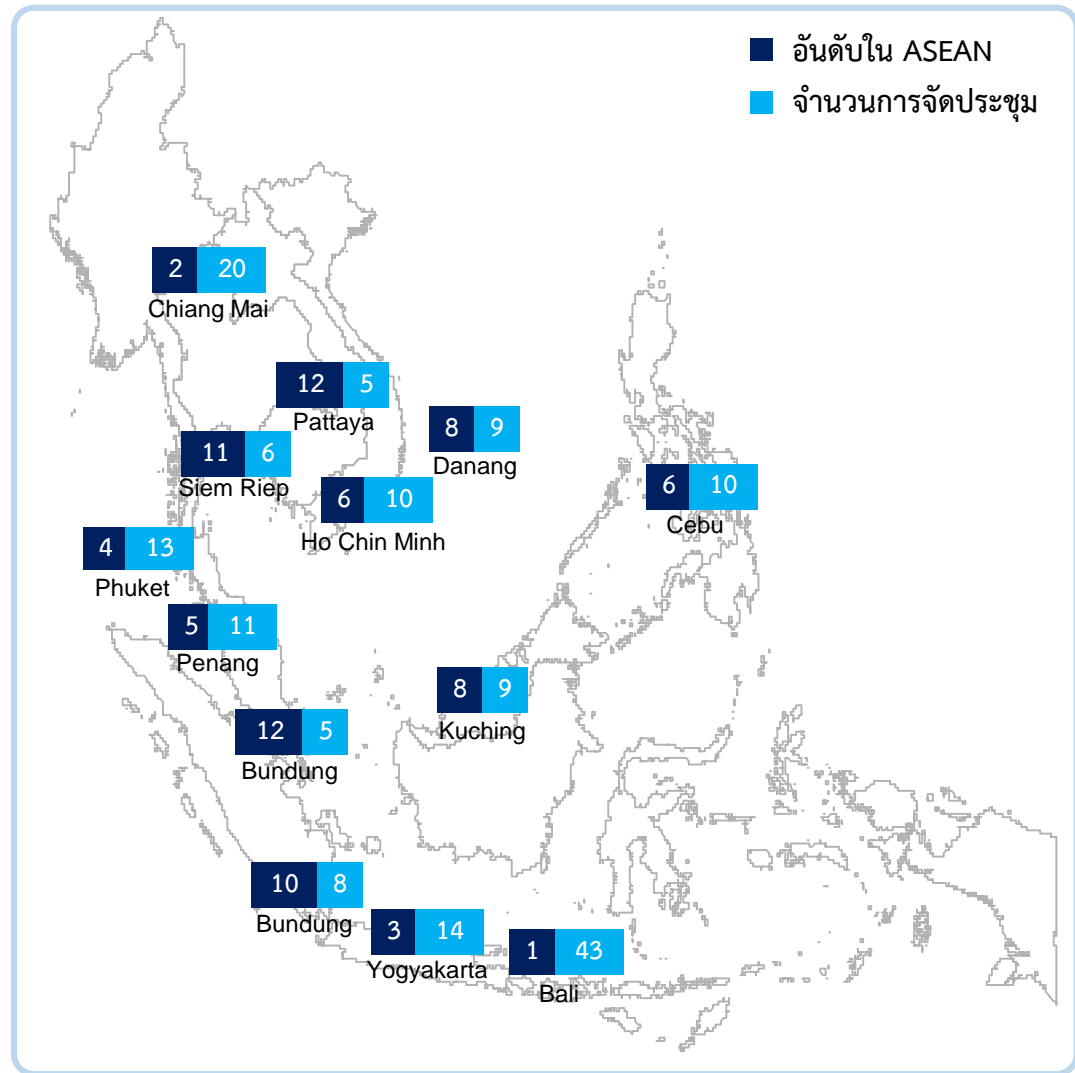 อันดับใน ASEAN
จำนวนการจัดประชุม
2 20
Chiang Mai
12 5
Pattaya
8 9
Danang
11 6
Siem Riep
6 10
Cebu
6 10
Ho Chin Minh
4 13
Phuket
5 11
Penang
8 9
Kuching
12 5
Bundung
10 8
Bundung
3 14
Yogyakarta
1 43
Bali